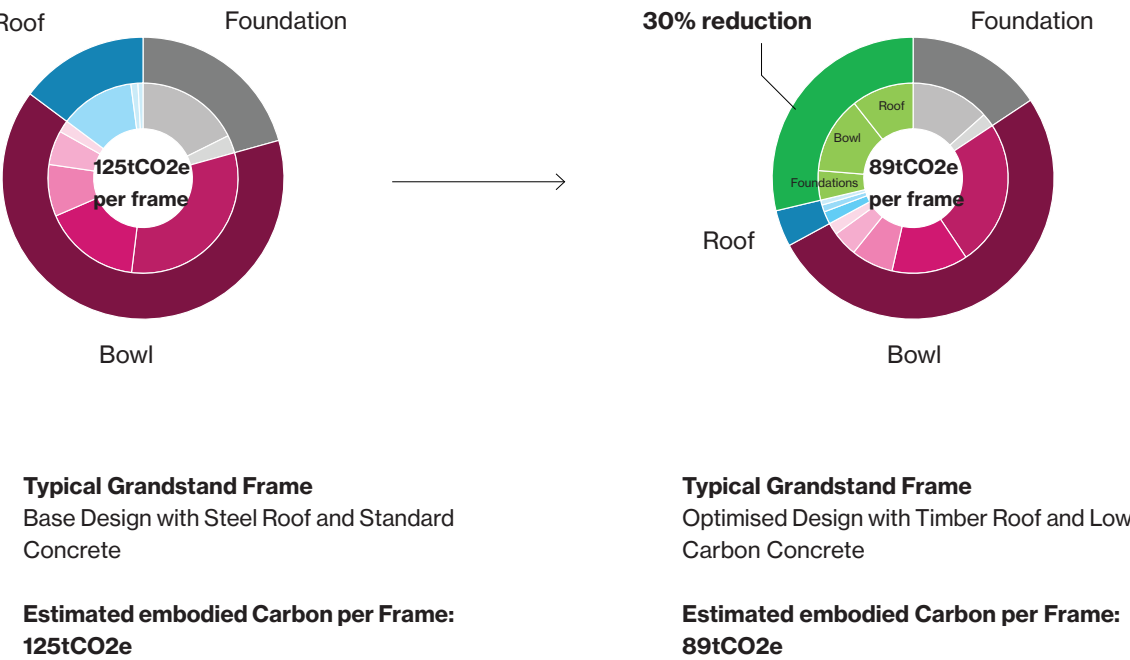 Roof
Foundation
125tCO2e
per frame
Bowl
30% reduction
Foundation
Roof
Bowl
Foundations
89tCO2e
per frame
Roof
Bowl
Typical Grandstand Frame
Base Design with Steel Roof and Standard
Concrete
Estimated embodied Carbon per Frame:
125tCO2e
Typical Grandstand Frame
Optimised Design with Timber Roof and Low
Carbon Concrete
Estimated embodied Carbon per Frame:
89tCO2e